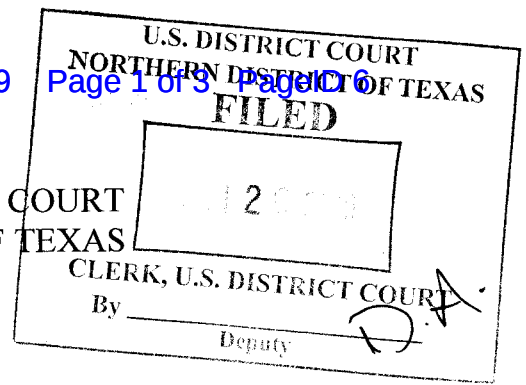 U.S. DISTRICT COURT
NORTHERN DISTRICT OF TEXAS
9 Page 1 of 3 PageID 6
FILED
2
COURT
F TEXAS
CLERK, U.S. DISTRICT COURT
By
D.A.
Deputy